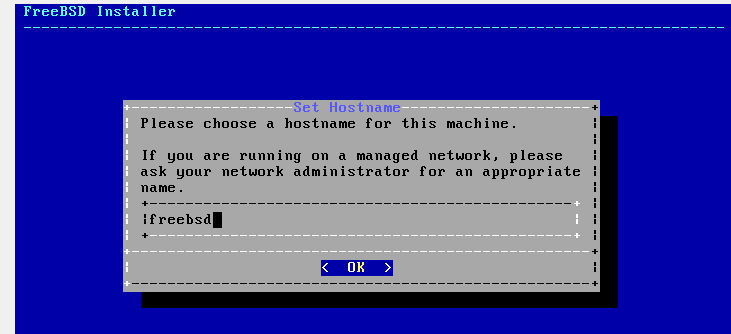 FreeBSD Installer
Set Hostname
Please choose a hostname for this machine.
If you are running on a managed network, please
ask your network administrator for an appropriate
name.
freebsd
< OK >